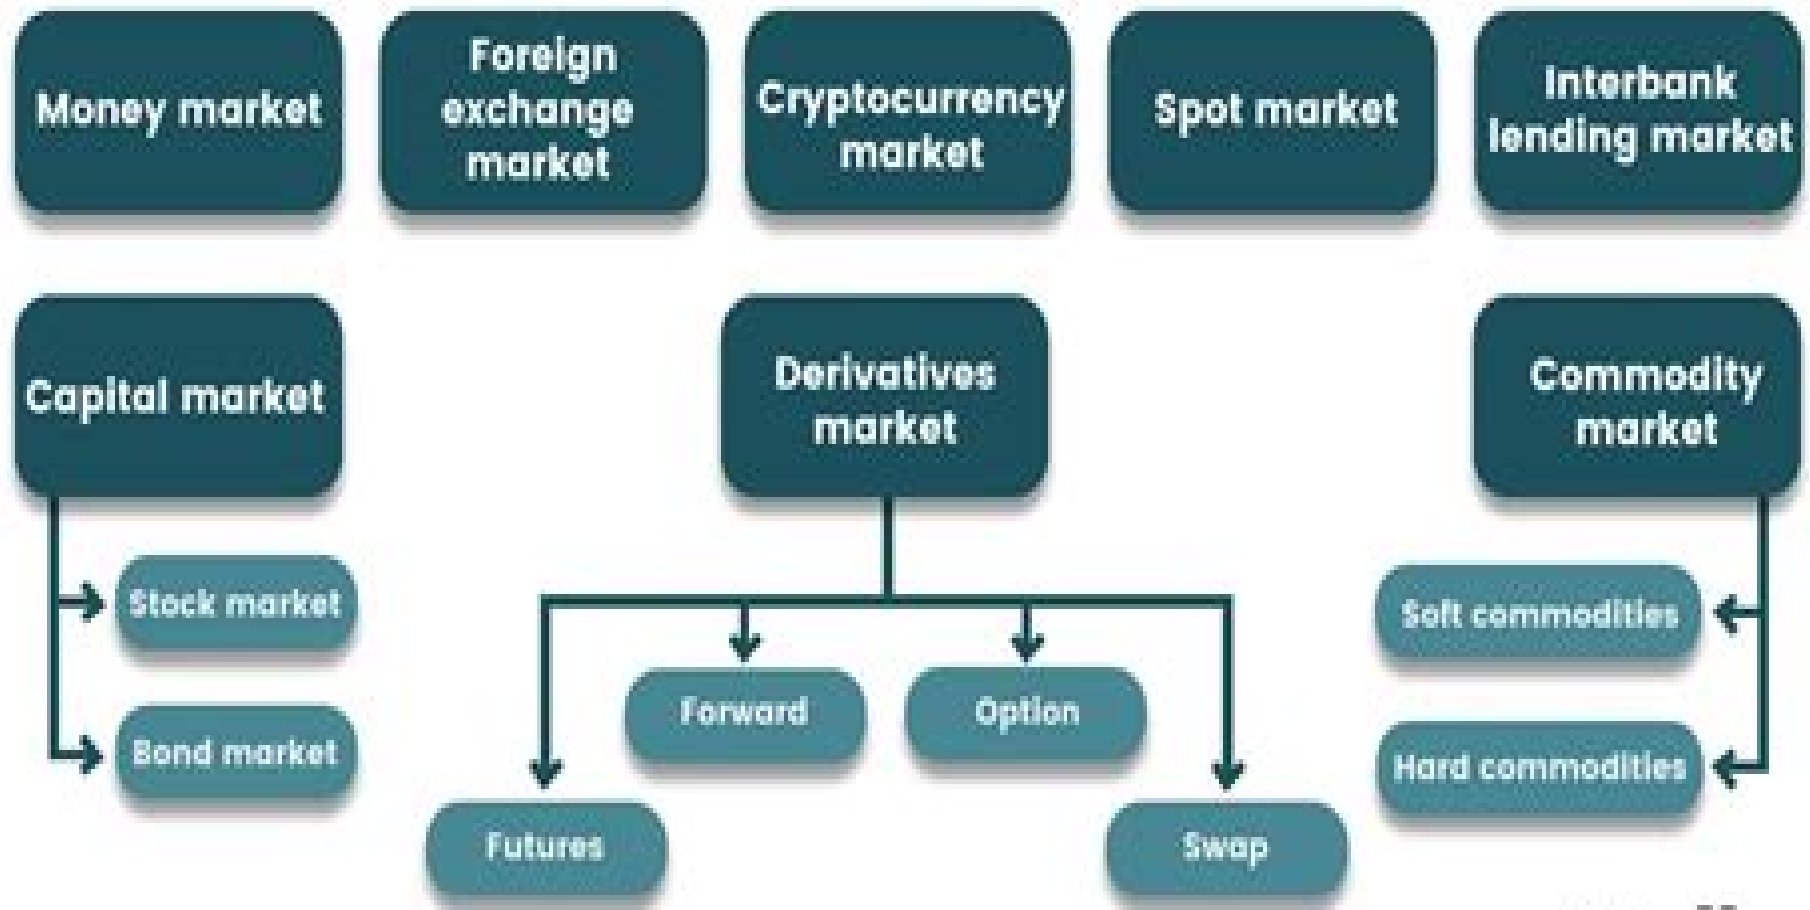 Money market
Foreign
exchange
market
Cryptocurrency
market
Spot market
Interbank
lending market
Capital market
Derivatives
market
Commodity
market
Stock market
Bond market
Forward
Option
Futures
Swap
Soft commodities
Hard commodities